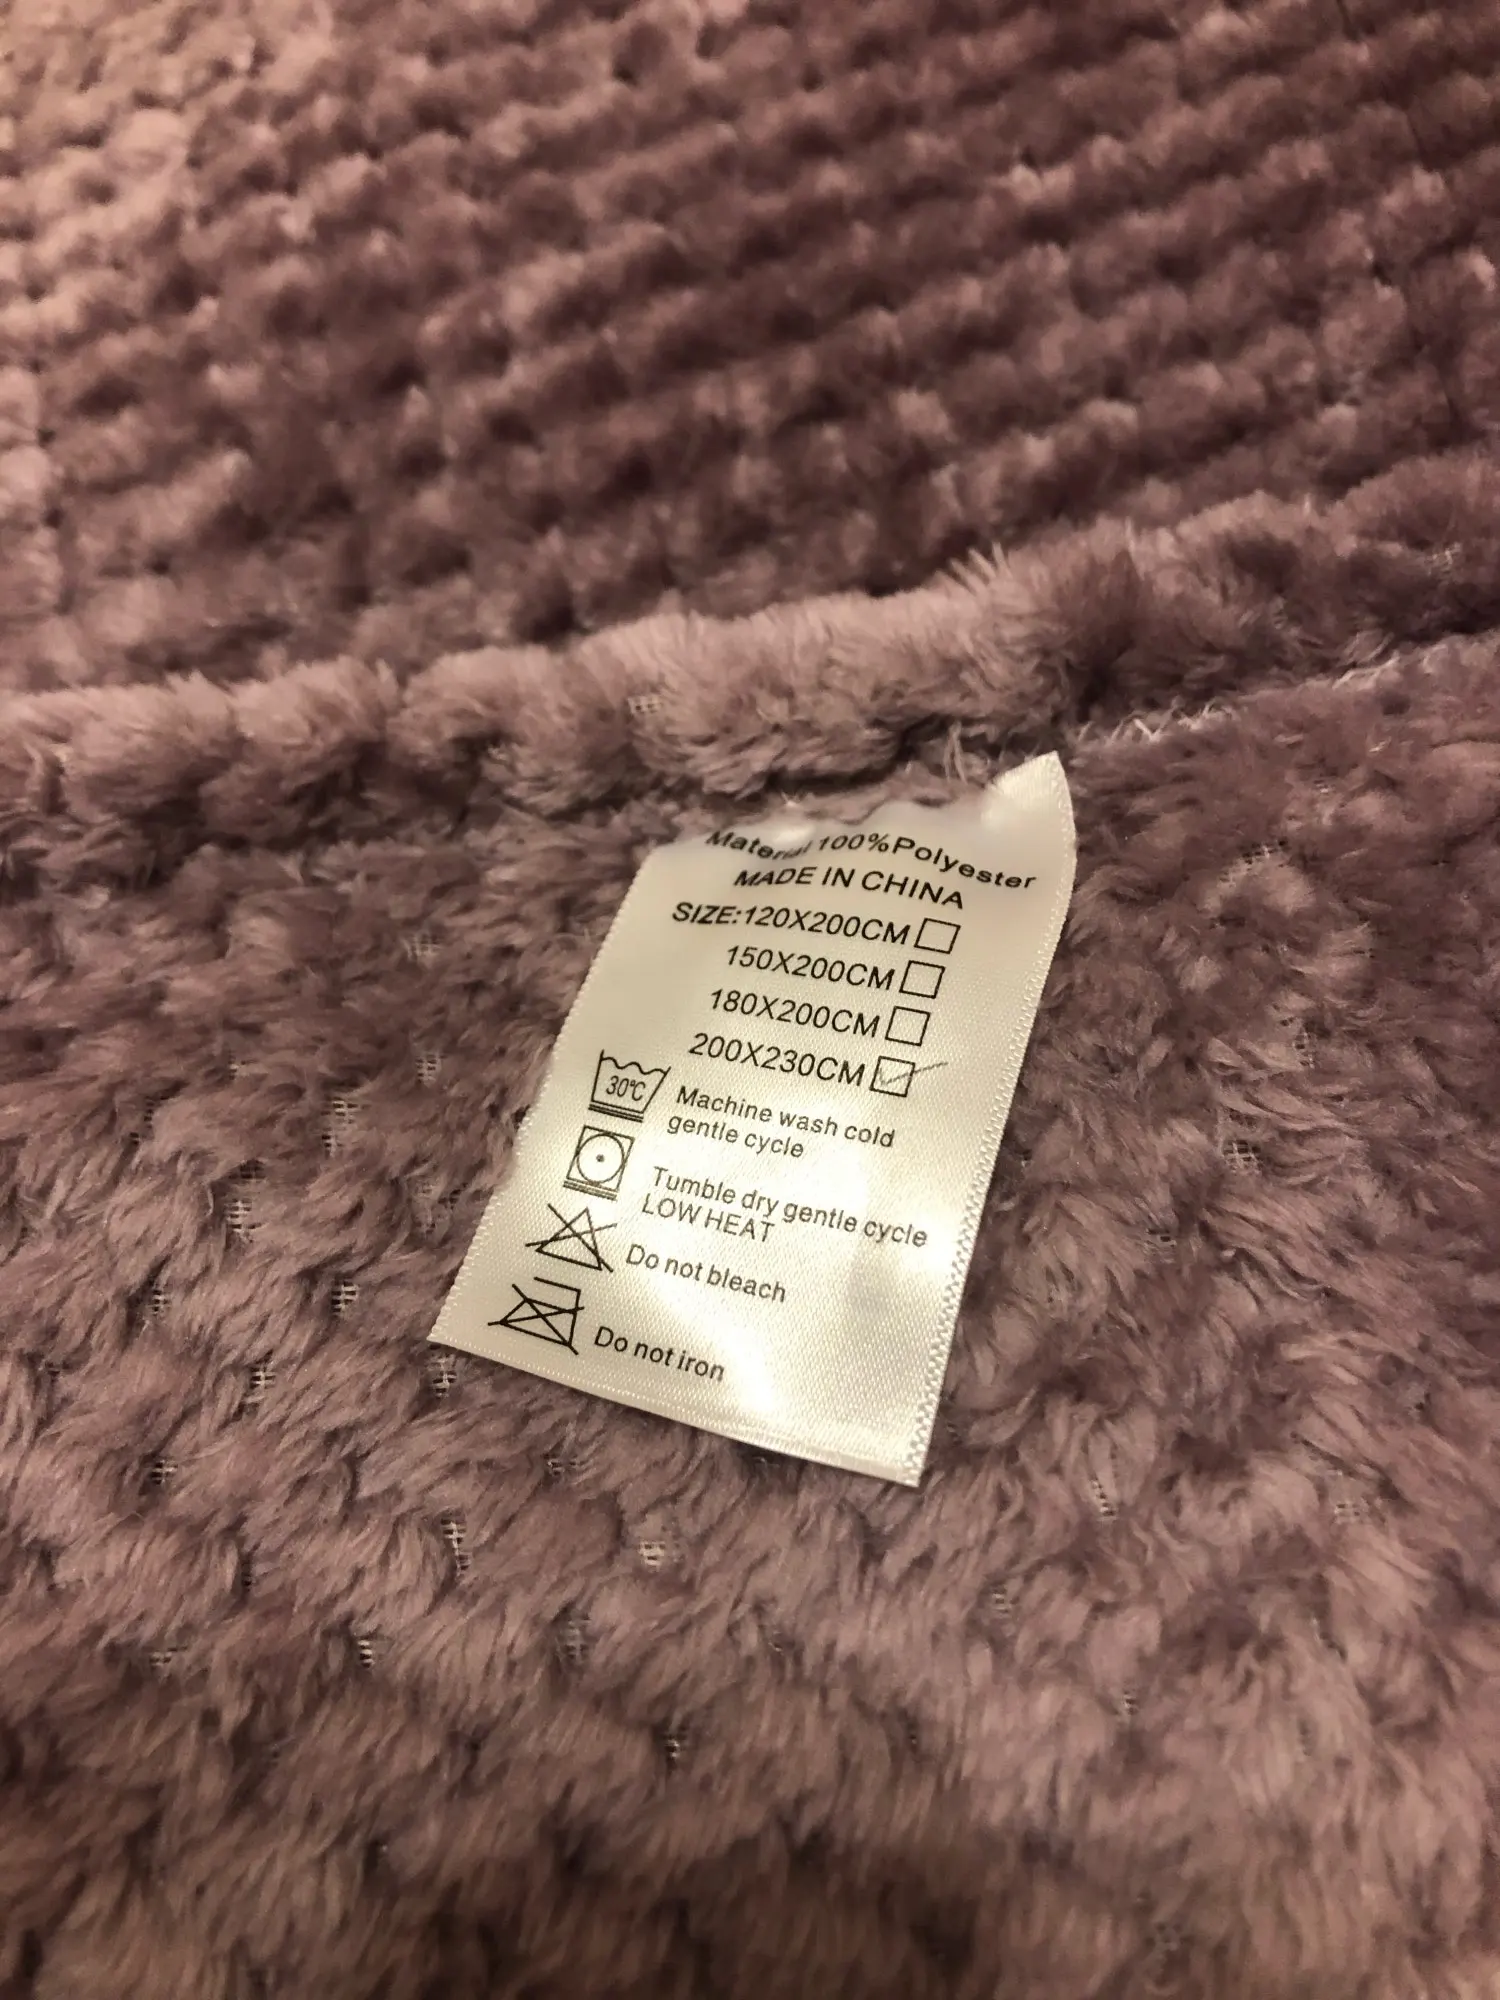 Material 100%Polyester
MADE IN CHINA
SIZE:120X200CM
150X200CM
180X200CM
200X230CM
30℃ Machine wash cold
gentle cycle
Tumble dry gentle cycle
LOW HEAT
Do not bleach
Do not iron